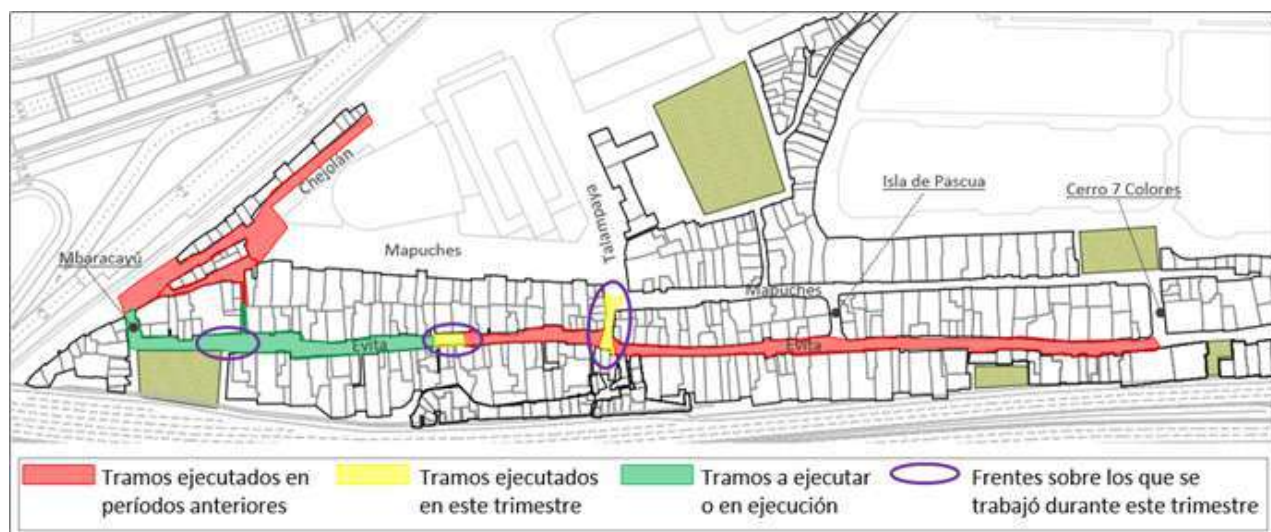 Chejolán
Isla de Pascua
Cerro 7 Colores
Talampaya
Mbaracayú
Mapuches
Mapuches
Evita
Evita
Tramos ejecutados en
períodos anteriores
Tramos ejecutados
en este trimestre
Tramos a ejecutar
o en ejecución
Frentes sobre los que se
trabajó durante este trimestre